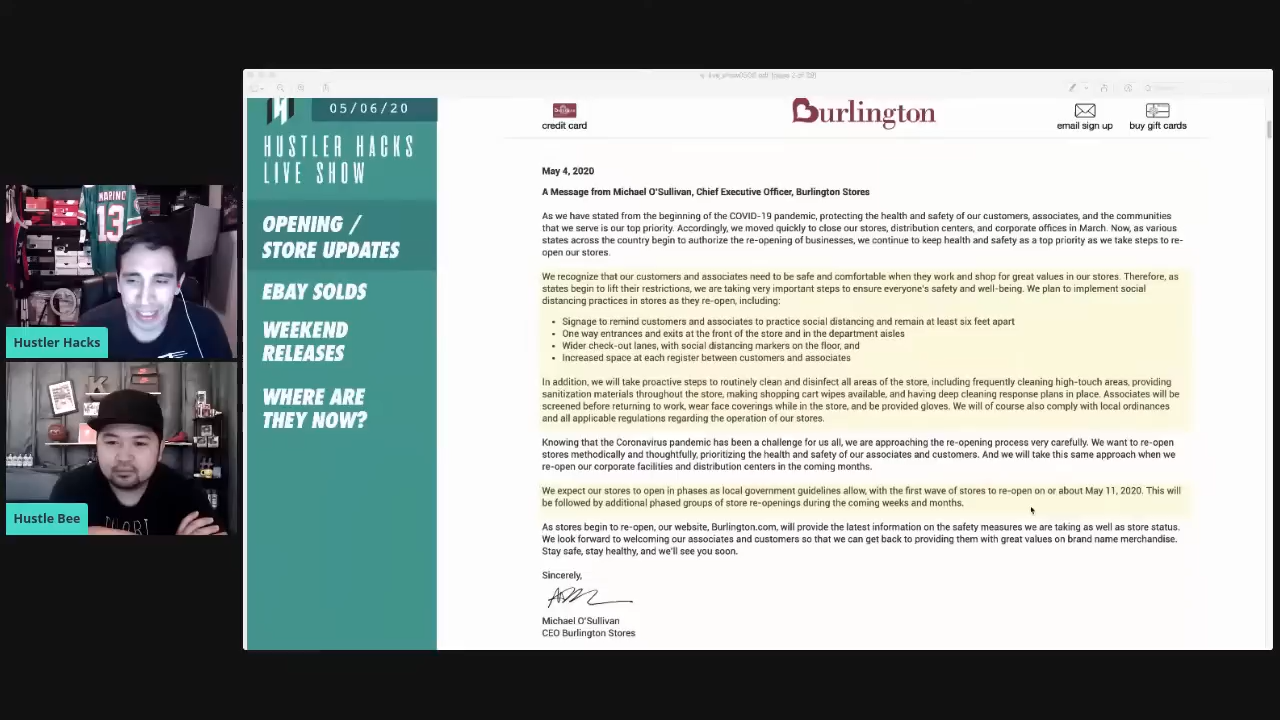 05/06/20
HUSTLER HACKS
LIVE SHOW
OPENING /
STORE UPDATES
EBAY SOLDS
WEEKEND
RELEASES
WHERE ARE
THEY NOW?
MARINO
13
Hustler Hacks
Hustle Bee
credit card
Burlington
email sign up
buy gift cards
May 4, 2020
A Message from Michael O'Sullivan, Chief Executive Officer, Burlington Stores
As we have stated from the beginning of the COVID-19 pandemic, protecting the health and safety of our customers, associates, and the communities
that we serve is our top priority. Accordingly, we moved quickly to close our stores, distribution centers, and corporate offices in March. Now, as various
states across the country begin to authorize the re-opening of businesses, we continue to keep health and safety as a top priority as we take steps to re-
open our stores.
We recognize that our customers and associates need to be safe and comfortable when they work and shop for great values in our stores. Therefore, as
states begin to lift their restrictions, we are taking very important steps to ensure everyone's safety and well-being. We plan to implement social
distancing practices in stores as they re-open, including:
• Signage to remind customers and associates to practice social distancing and remain at least six feet apart
• One way entrances and exits at the front of the store and in the department aisles
• Wider check-out lanes, with social distancing markers on the floor, and
• Increased space at each register between customers and associates
In addition, we will take proactive steps to routinely clean and disinfect all areas of the store, including frequently cleaning high-touch areas, providing
sanitization materials throughout the store, making shopping cart wipes available, and having deep cleaning response plans in place. Associates will be
screened before returning to work, wear face coverings while in the store, and be provided gloves. We will of course also comply with local ordinances
and all applicable regulations regarding the operation of our stores.
Knowing that the Coronavirus pandemic has been a challenge for us all, we are approaching the re-opening process very carefully. We want to re-open
stores methodically and thoughtfully, prioritizing the health and safety of our associates and customers. And we will take this same approach when we
re-open our corporate facilities and distribution centers in the coming months.
We expect our stores to open in phases as local government guidelines allow, with the first wave of stores to re-open on or about May 11, 2020. This will
be followed by additional phased groups of store re-openings during the coming weeks and months.
As stores begin to re-open, our website, Burlington.com, will provide the latest information on the safety measures we are taking as well as store status.
We look forward to welcoming our associates and customers so that we can get back to providing them with great values on brand name merchandise.
Stay safe, stay healthy, and we'll see you soon.
Sincerely,
Michael O'Sullivan
CEO Burlington Stores